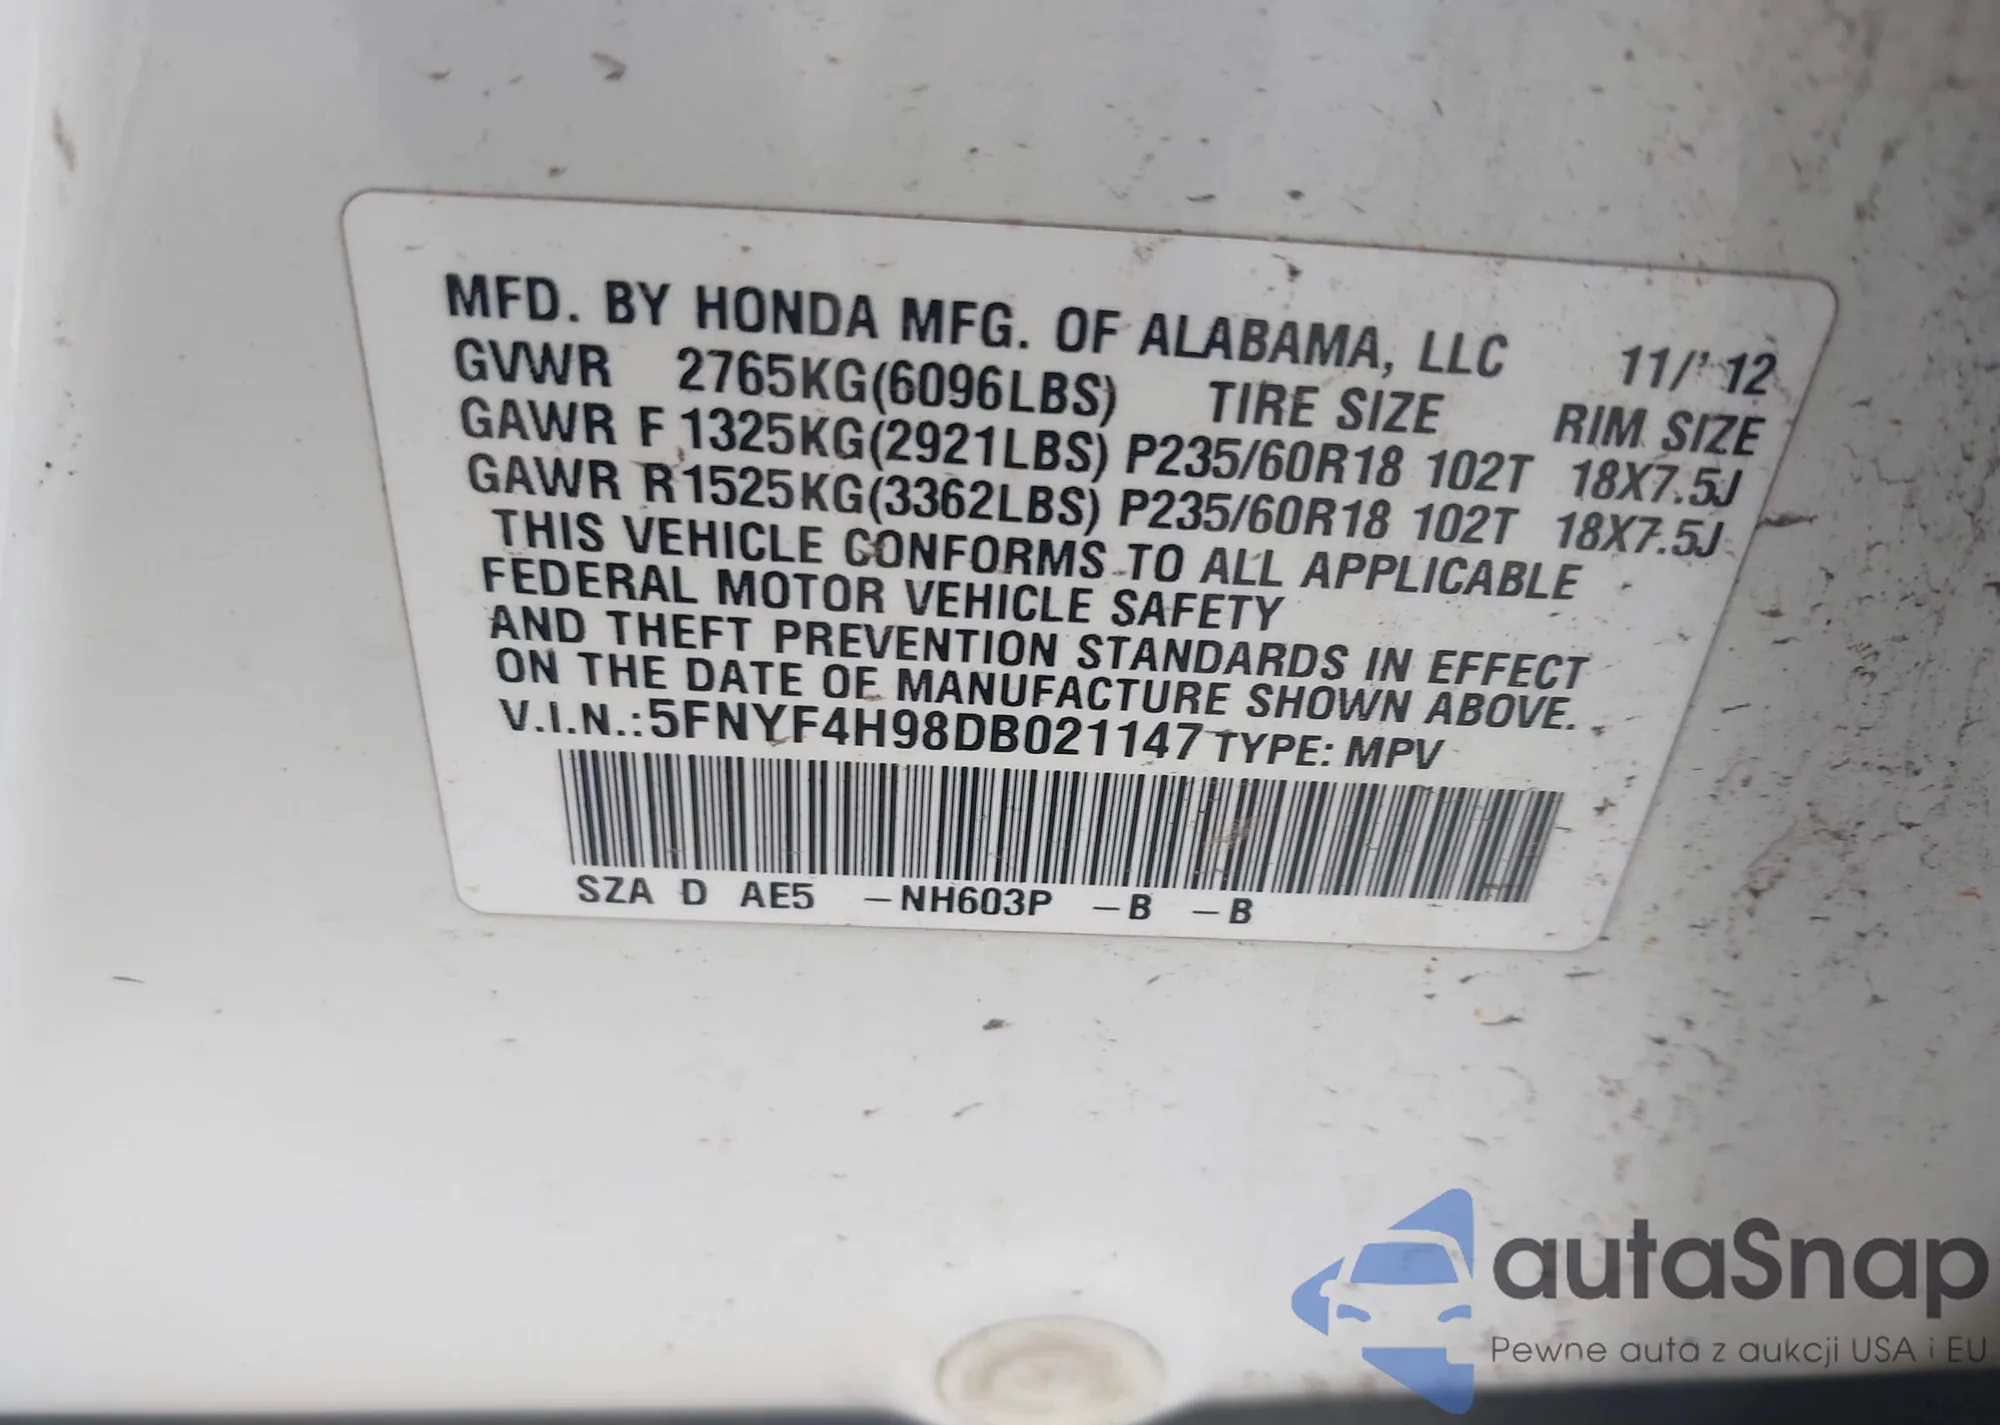 MFD. BY HONDA MFG. OF ALABAMA, LLC 11/'12
GVWR 2765KG(6096LBS) TIRE SIZE RIM SIZE
GAWR F 1325KG(2921LBS) P235/60R18 102T 18X7.5J
GAWR R 1525KG(3362LBS) P235/60R18 102T 18X7.5J
THIS VEHICLE CONFORMS TO ALL APPLICABLE
FEDERAL MOTOR VEHICLE SAFETY
AND THEFT PREVENTION STANDARDS IN EFFECT
ON THE DATE OF MANUFACTURE SHOWN ABOVE.
V.I.N.: 5FNYF4H98DB021147 TYPE: MPV
SZA D AE5 –NH603P –B –B
autaSnap
Pewne auta z aukcji USA i EU